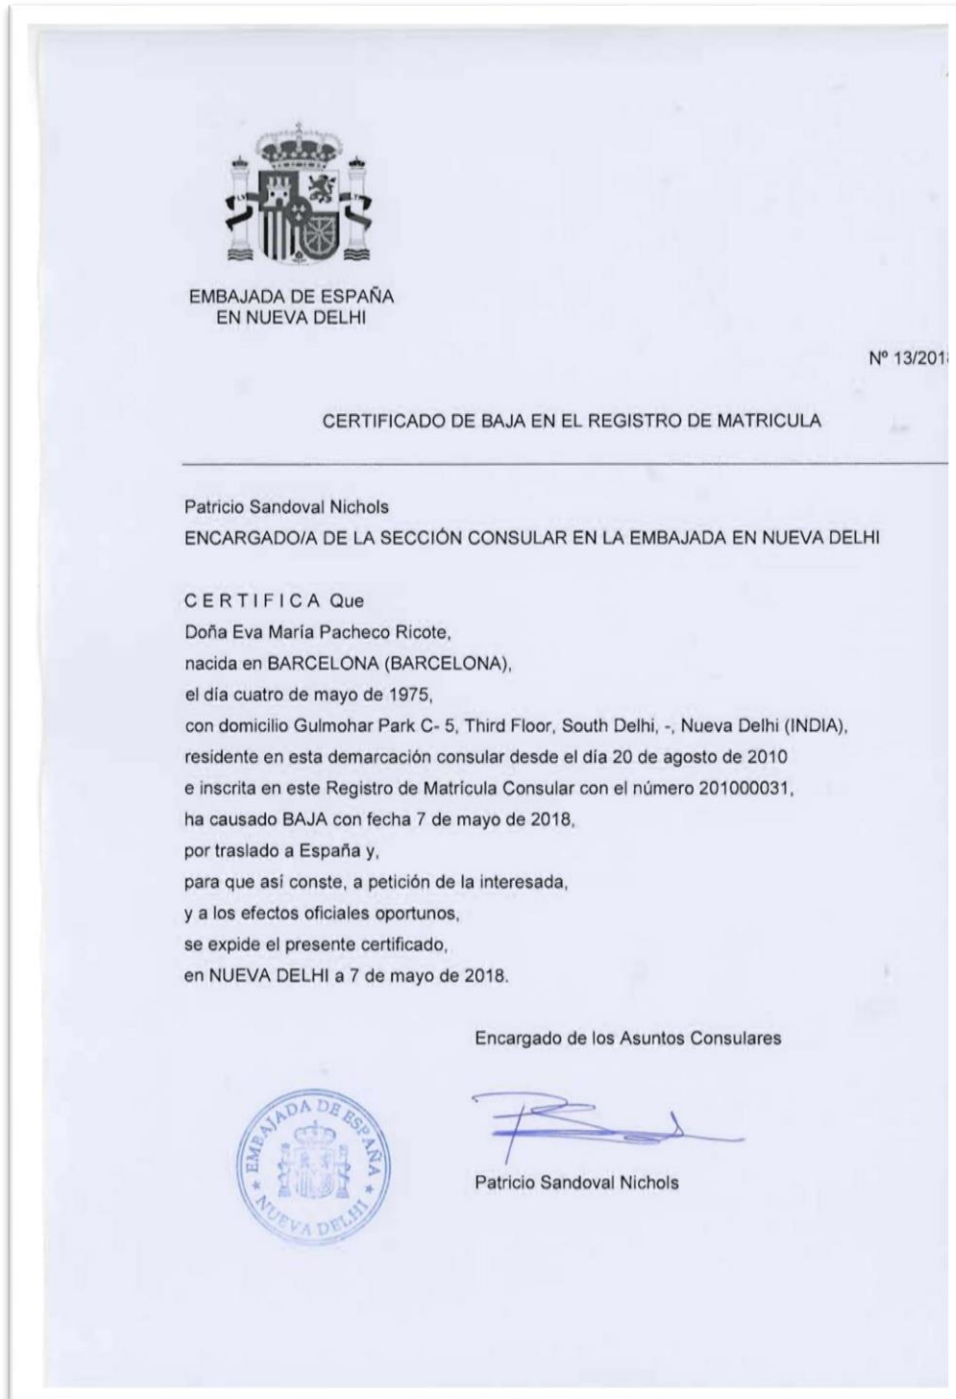 EMBAJADA DE ESPAÑA
EN NUEVA DELHI
Nº 13/201
CERTIFICADO DE BAJA EN EL REGISTRO DE MATRICULA
Patricio Sandoval Nichols
ENCARGADO/A DE LA SECCIÓN CONSULAR EN LA EMBAJADA EN NUEVA DELHI
C E R T I F I C A Que
Doña Eva María Pacheco Ricote,
nacida en BARCELONA (BARCELONA),
el día cuatro de mayo de 1975,
con domicilio Gulmohar Park C- 5, Third Floor, South Delhi, -, Nueva Delhi (INDIA),
residente en esta demarcación consular desde el día 20 de agosto de 2010
e inscrita en este Registro de Matrícula Consular con el número 201000031,
ha causado BAJA con fecha 7 de mayo de 2018,
por traslado a España y,
para que así conste, a petición de la interesada,
y a los efectos oficiales oportunos,
se expide el presente certificado,
en NUEVA DELHI a 7 de mayo de 2018.
Encargado de los Asuntos Consulares
EMBAJADA DE ESPAÑA
NUEVA DELHI
Patricio Sandoval Nichols